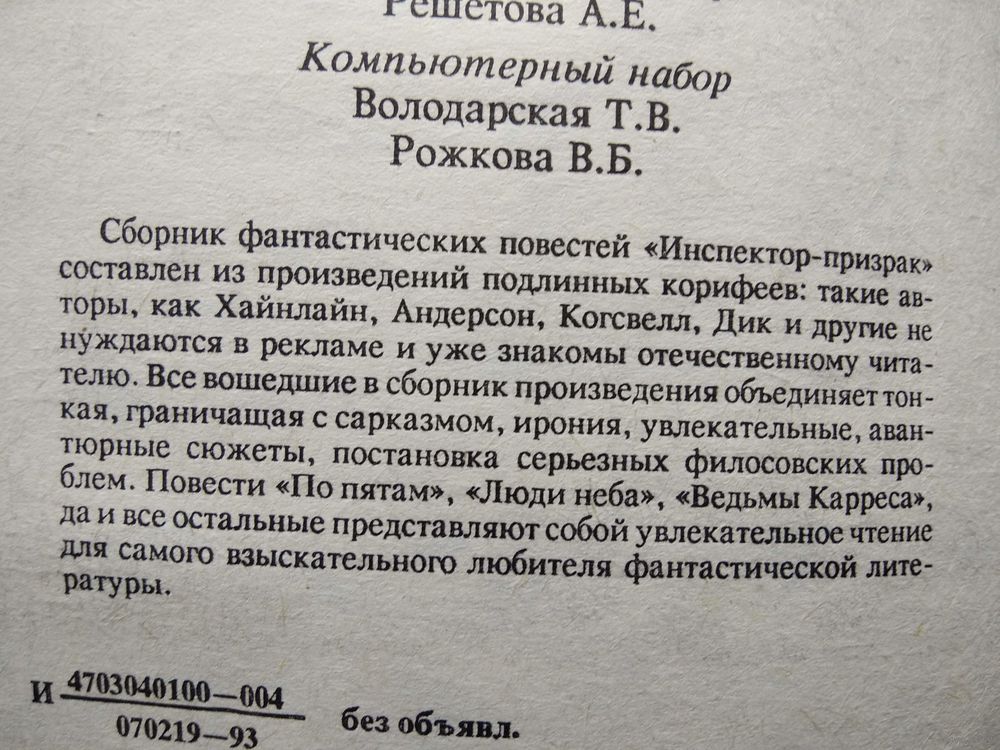 Решетова А.Е.
Компьютерный набор
Володарская Т.В.
Рожкова В.Б.
Сборник фантастических повестей «Инспектор-призрак»
составлен из произведений подлинных корифеев: такие ав-
торы, как Хайнлайн, Андерсон, Когсвелл, Дик и другие не
нуждаются в рекламе и уже знакомы отечественному чита-
телю. Все вошедшие в сборник произведения объединяет тон-
кая, граничащая с сарказмом, ирония, увлекательные, аван-
тюрные сюжеты, постановка серьезных филосовских про-
блем. Повести «По пятам», «Люди неба», «Ведьмы Карреса»,
да и все остальные представляют собой увлекательное чтение
для самого взыскательного любителя фантастической лите-
ратуры.
И 4703040100—004
070219—93 без объявл.